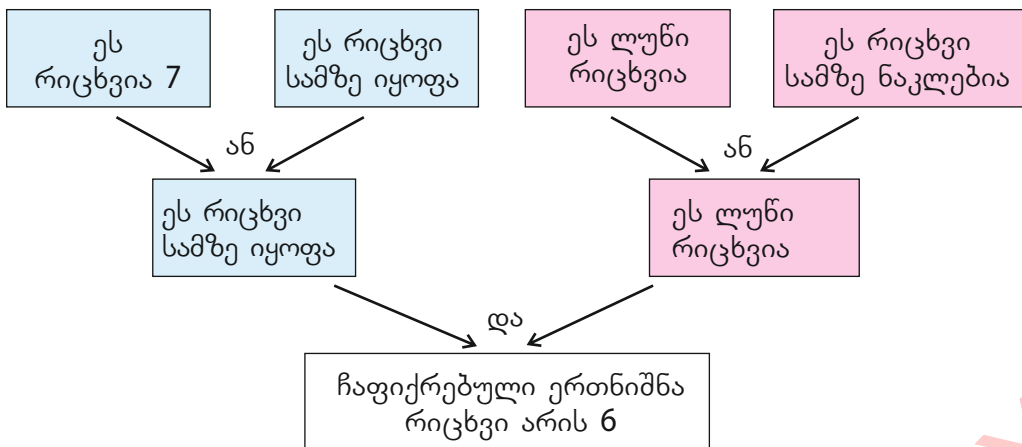 ეს
რიცხვია 7
ეს რიცხვი
სამზე იყოფა
ეს ლუწი
რიცხვია
ეს რიცხვი
სამზე ნაკლებია
ან
ან
ეს რიცხვი
სამზე იყოფა
ეს ლუწი
რიცხვია
და
ჩაფიქრებული ერთნიშნა
რიცხვი არის 6